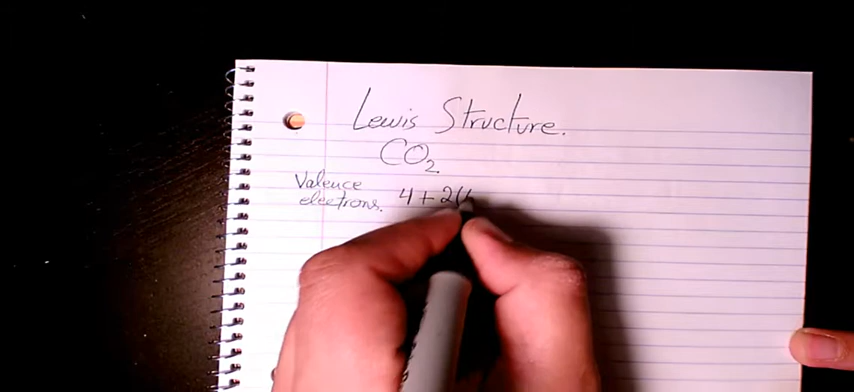 Lewis Structure.
CO₂
Valence
electrons. 4 + 2(